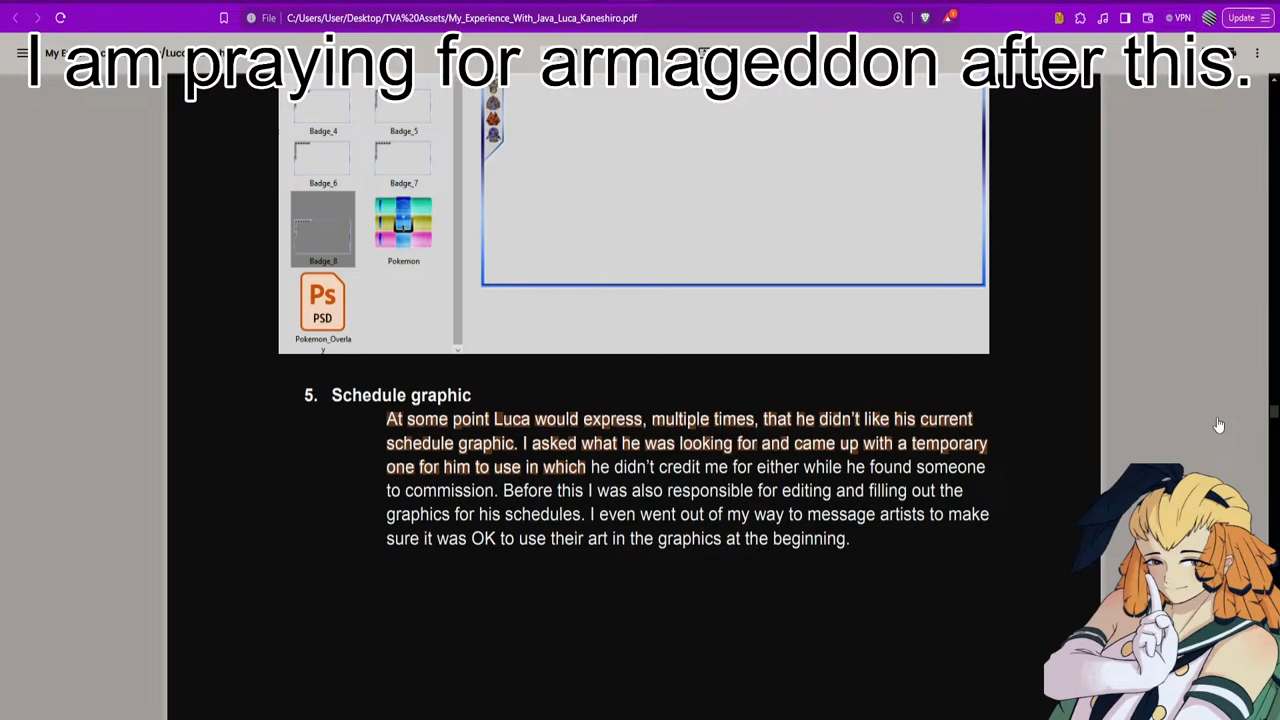 File
C:/Users/User/Desktop/TVA%20Assets/My_Experience_With_Java_Luca_Kaneshiro.pdf
VPN
Update
I am praying for armageddon after this.
Badge_4
Badge_5
Badge_6
Badge_7
Badge_8
Pokemon
Ps
PSD
Pokemon_Overla
y
5. Schedule graphic
At some point Luca would express, multiple times, that he didn't like his current
schedule graphic. I asked what he was looking for and came up with a temporary
one for him to use in which he didn't credit me for either while he found someone
to commission. Before this I was also responsible for editing and filling out the
graphics for his schedules. I even went out of my way to message artists to make
sure it was OK to use their art in the graphics at the beginning.